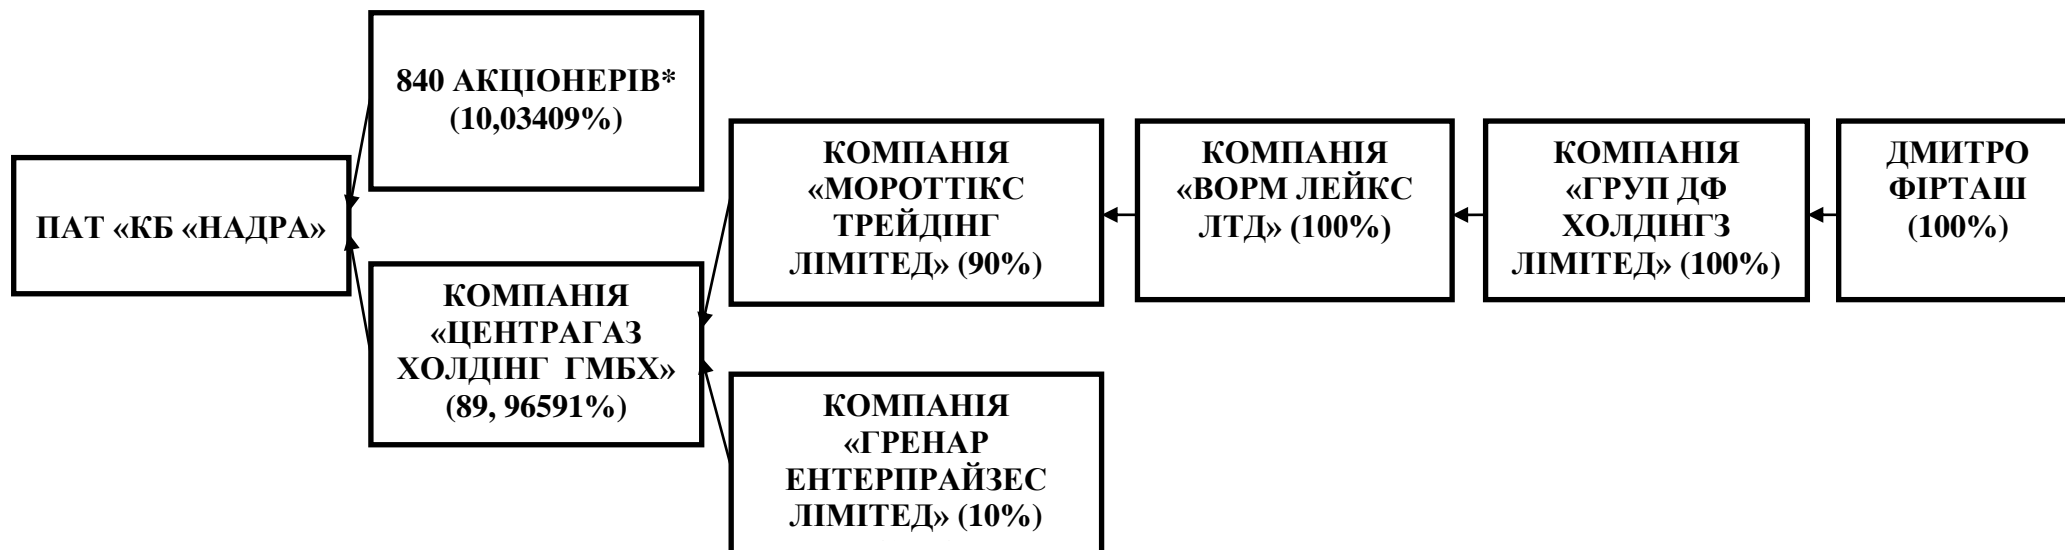 ПАТ «КБ «НАДРА»
840 АКЦІОНЕРІВ*
(10,03409%)
КОМПАНІЯ
«ЦЕНТРАГАЗ
ХОЛДІНГ ГМБХ»
(89, 96591%)
КОМПАНІЯ
«МОРОТТІКС
ТРЕЙДІНГ
ЛІМІТЕД» (90%)
КОМПАНІЯ
«ГРЕНАР
ЕНТЕРПРАЙЗЕС
ЛІМІТЕД» (10%)
КОМПАНІЯ
«ВОРМ ЛЕЙКС
ЛТД» (100%)
КОМПАНІЯ
«ГРУП ДФ
ХОЛДІНГЗ
ЛІМІТЕД» (100%)
ДМИТРО
ФІРТАШ
(100%)